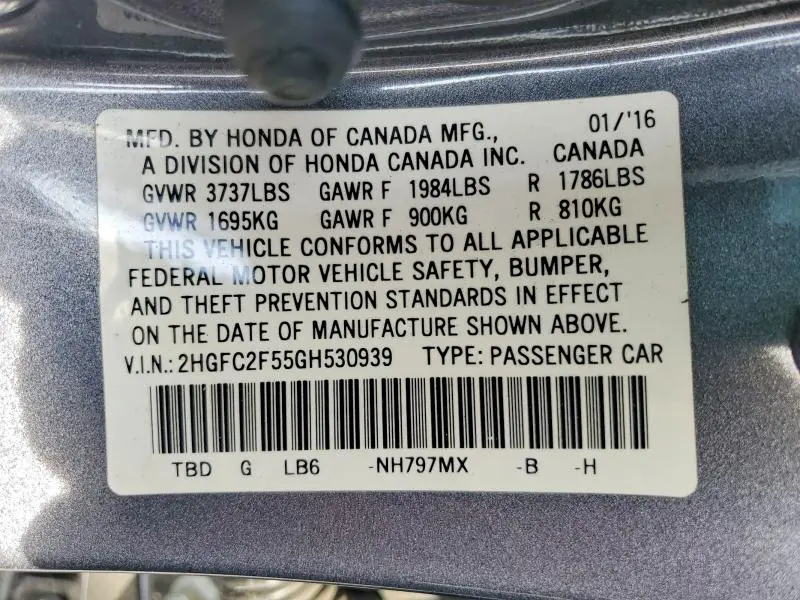 MFD. BY HONDA OF CANADA MFG., 01/'16
A DIVISION OF HONDA CANADA INC. CANADA
GVWR 3737LBS GAWR F 1984LBS R 1786LBS
GVWR 1695KG GAWR F 900KG R 810KG
THIS VEHICLE CONFORMS TO ALL APPLICABLE
FEDERAL MOTOR VEHICLE SAFETY, BUMPER,
AND THEFT PREVENTION STANDARDS IN EFFECT
ON THE DATE OF MANUFACTURE SHOWN ABOVE.
V.I.N.: 2HGFC2F55GH530939 TYPE: PASSENGER CAR
TBD G LB6 -NH797MX -B -H